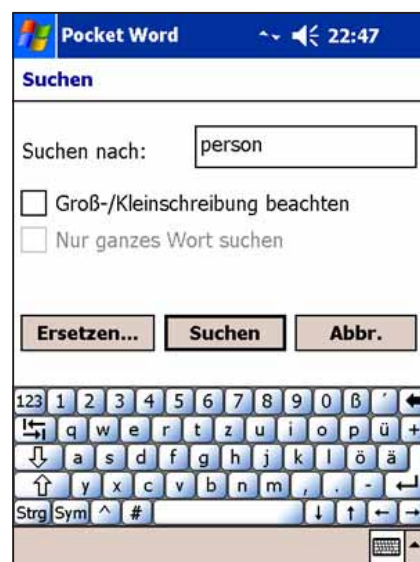 Pocket Word 22:47
Suchen
Suchen nach: person
Groß-/Kleinschreibung beachten
Nur ganzes Wort suchen
Ersetzen... Suchen Abbr.
123 1 2 3 4 5 6 7 8 9 0 ß ´
q w e r t z u i o p ü +
a s d f g h j k l ö ä
y x c v b n m , . -
Strg Sym ^ #